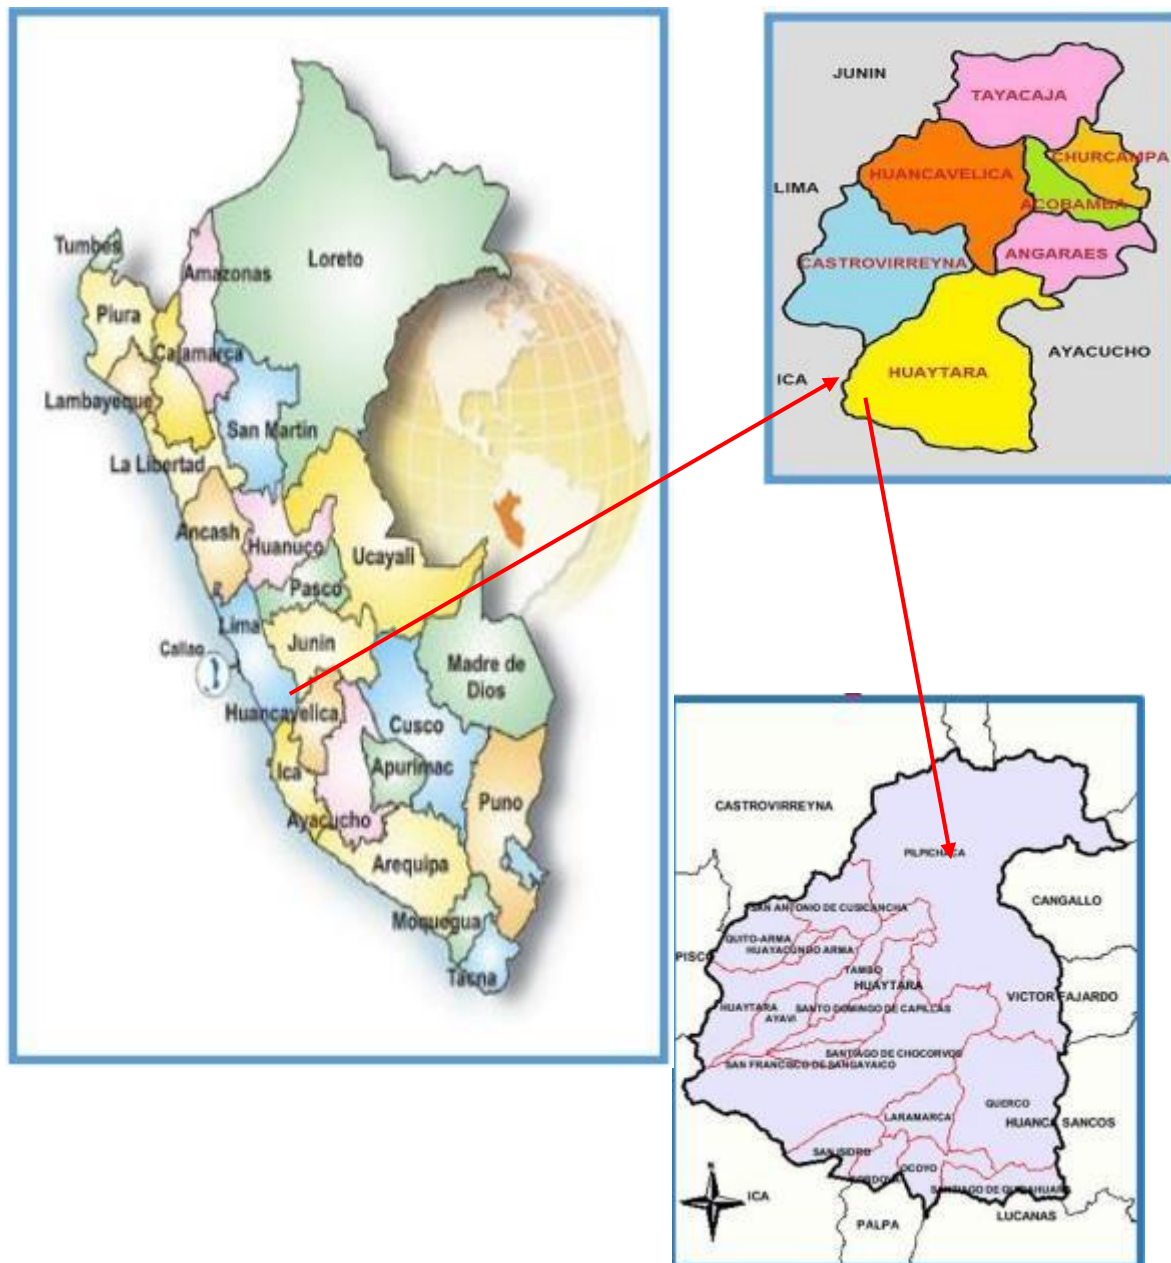 Tumbes
Loreto
Amazonas
Piura
Cajamarca
Lambayeque
San Martin
La Libertad
Ancash
Huanuco
Ucayali
Pasco
Lima
Junin
Callao
Madre de
Dios
Huancavelica
Cusco
Ica
Apurimac
Puno
Ayacucho
Arequipa
Moquegua
Tacna
JUNIN
TAYACAJA
CHURCAMPA
HUANCAVELICA
LIMA
ACOBAMBA
ANGARAES
CASTROVIRREYNA
AYACUCHO
HUAYTARA
ICA
CASTROVIRREYNA
PILPICHACA
CANGALLO
SAN ANTONIO DE CUSICANCHA
QUITO-ARMA
HUAYACUNDO ARMA
PISCO
TAMBO
HUAYTARA
VICTOR FAJARDO
HUAYTARA
SANTO DOMINGO DE CAPILLAS
AYAVI
SANTIAGO DE CHOCORVOS
SAN FRANCISCO DE SANGAYAICO
QUERCO
LARAMARCA
HUANCA SANCOS
SAN ISIDRO
OCOYO
N
ICA
LUCANAS
PALPA